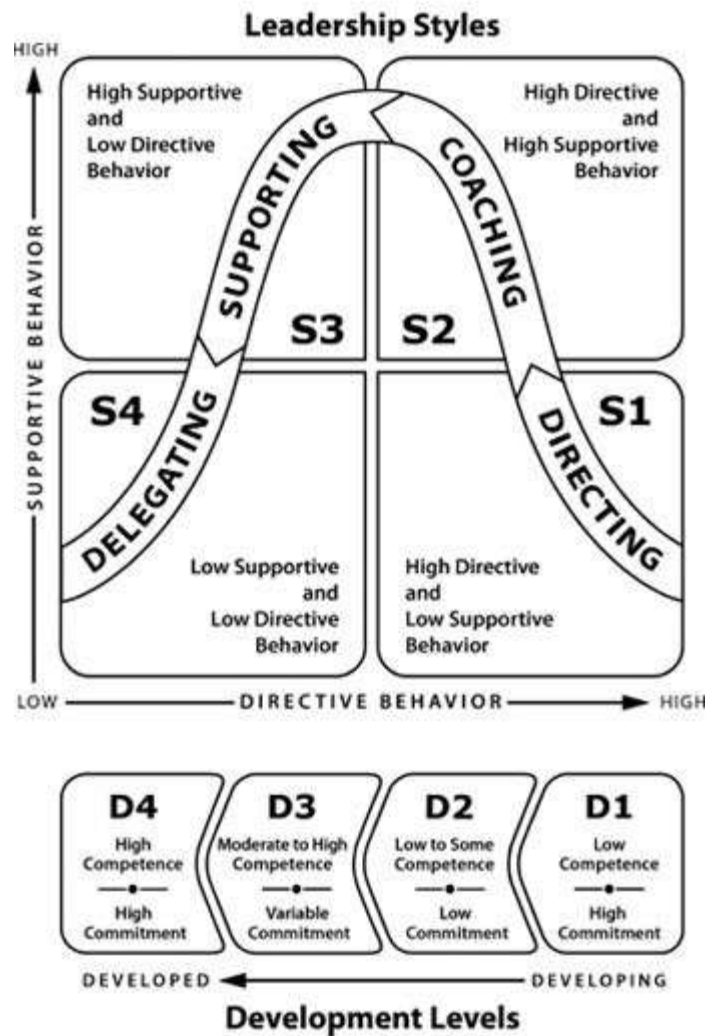 Leadership Styles
HIGH
High Supportive
and
Low Directive
Behavior
High Directive
and
High Supportive
Behavior
SUPPORTING
COACHING
S3
S2
S4
S1
DELEGATING
DIRECTING
Low Supportive
and
Low Directive
Behavior
High Directive
and
Low Supportive
Behavior
SUPPORTIVE BEHAVIOR
LOW
DIRECTIVE BEHAVIOR
HIGH
D4
High
Competence
High
Commitment
D3
Moderate to High
Competence
Variable
Commitment
D2
Low to Some
Competence
Low
Commitment
D1
Low
Competence
High
Commitment
DEVELOPED
DEVELOPING
Development Levels